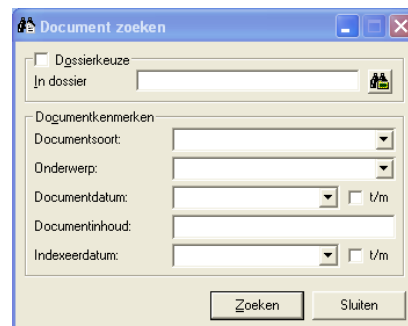 Document zoeken
Dossierkeuze
In dossier
Documentkenmerken
Documentsoort:
Onderwerp:
Documentdatum: t/m
Documentinhoud:
Indexeerdatum: t/m
Zoeken Sluiten